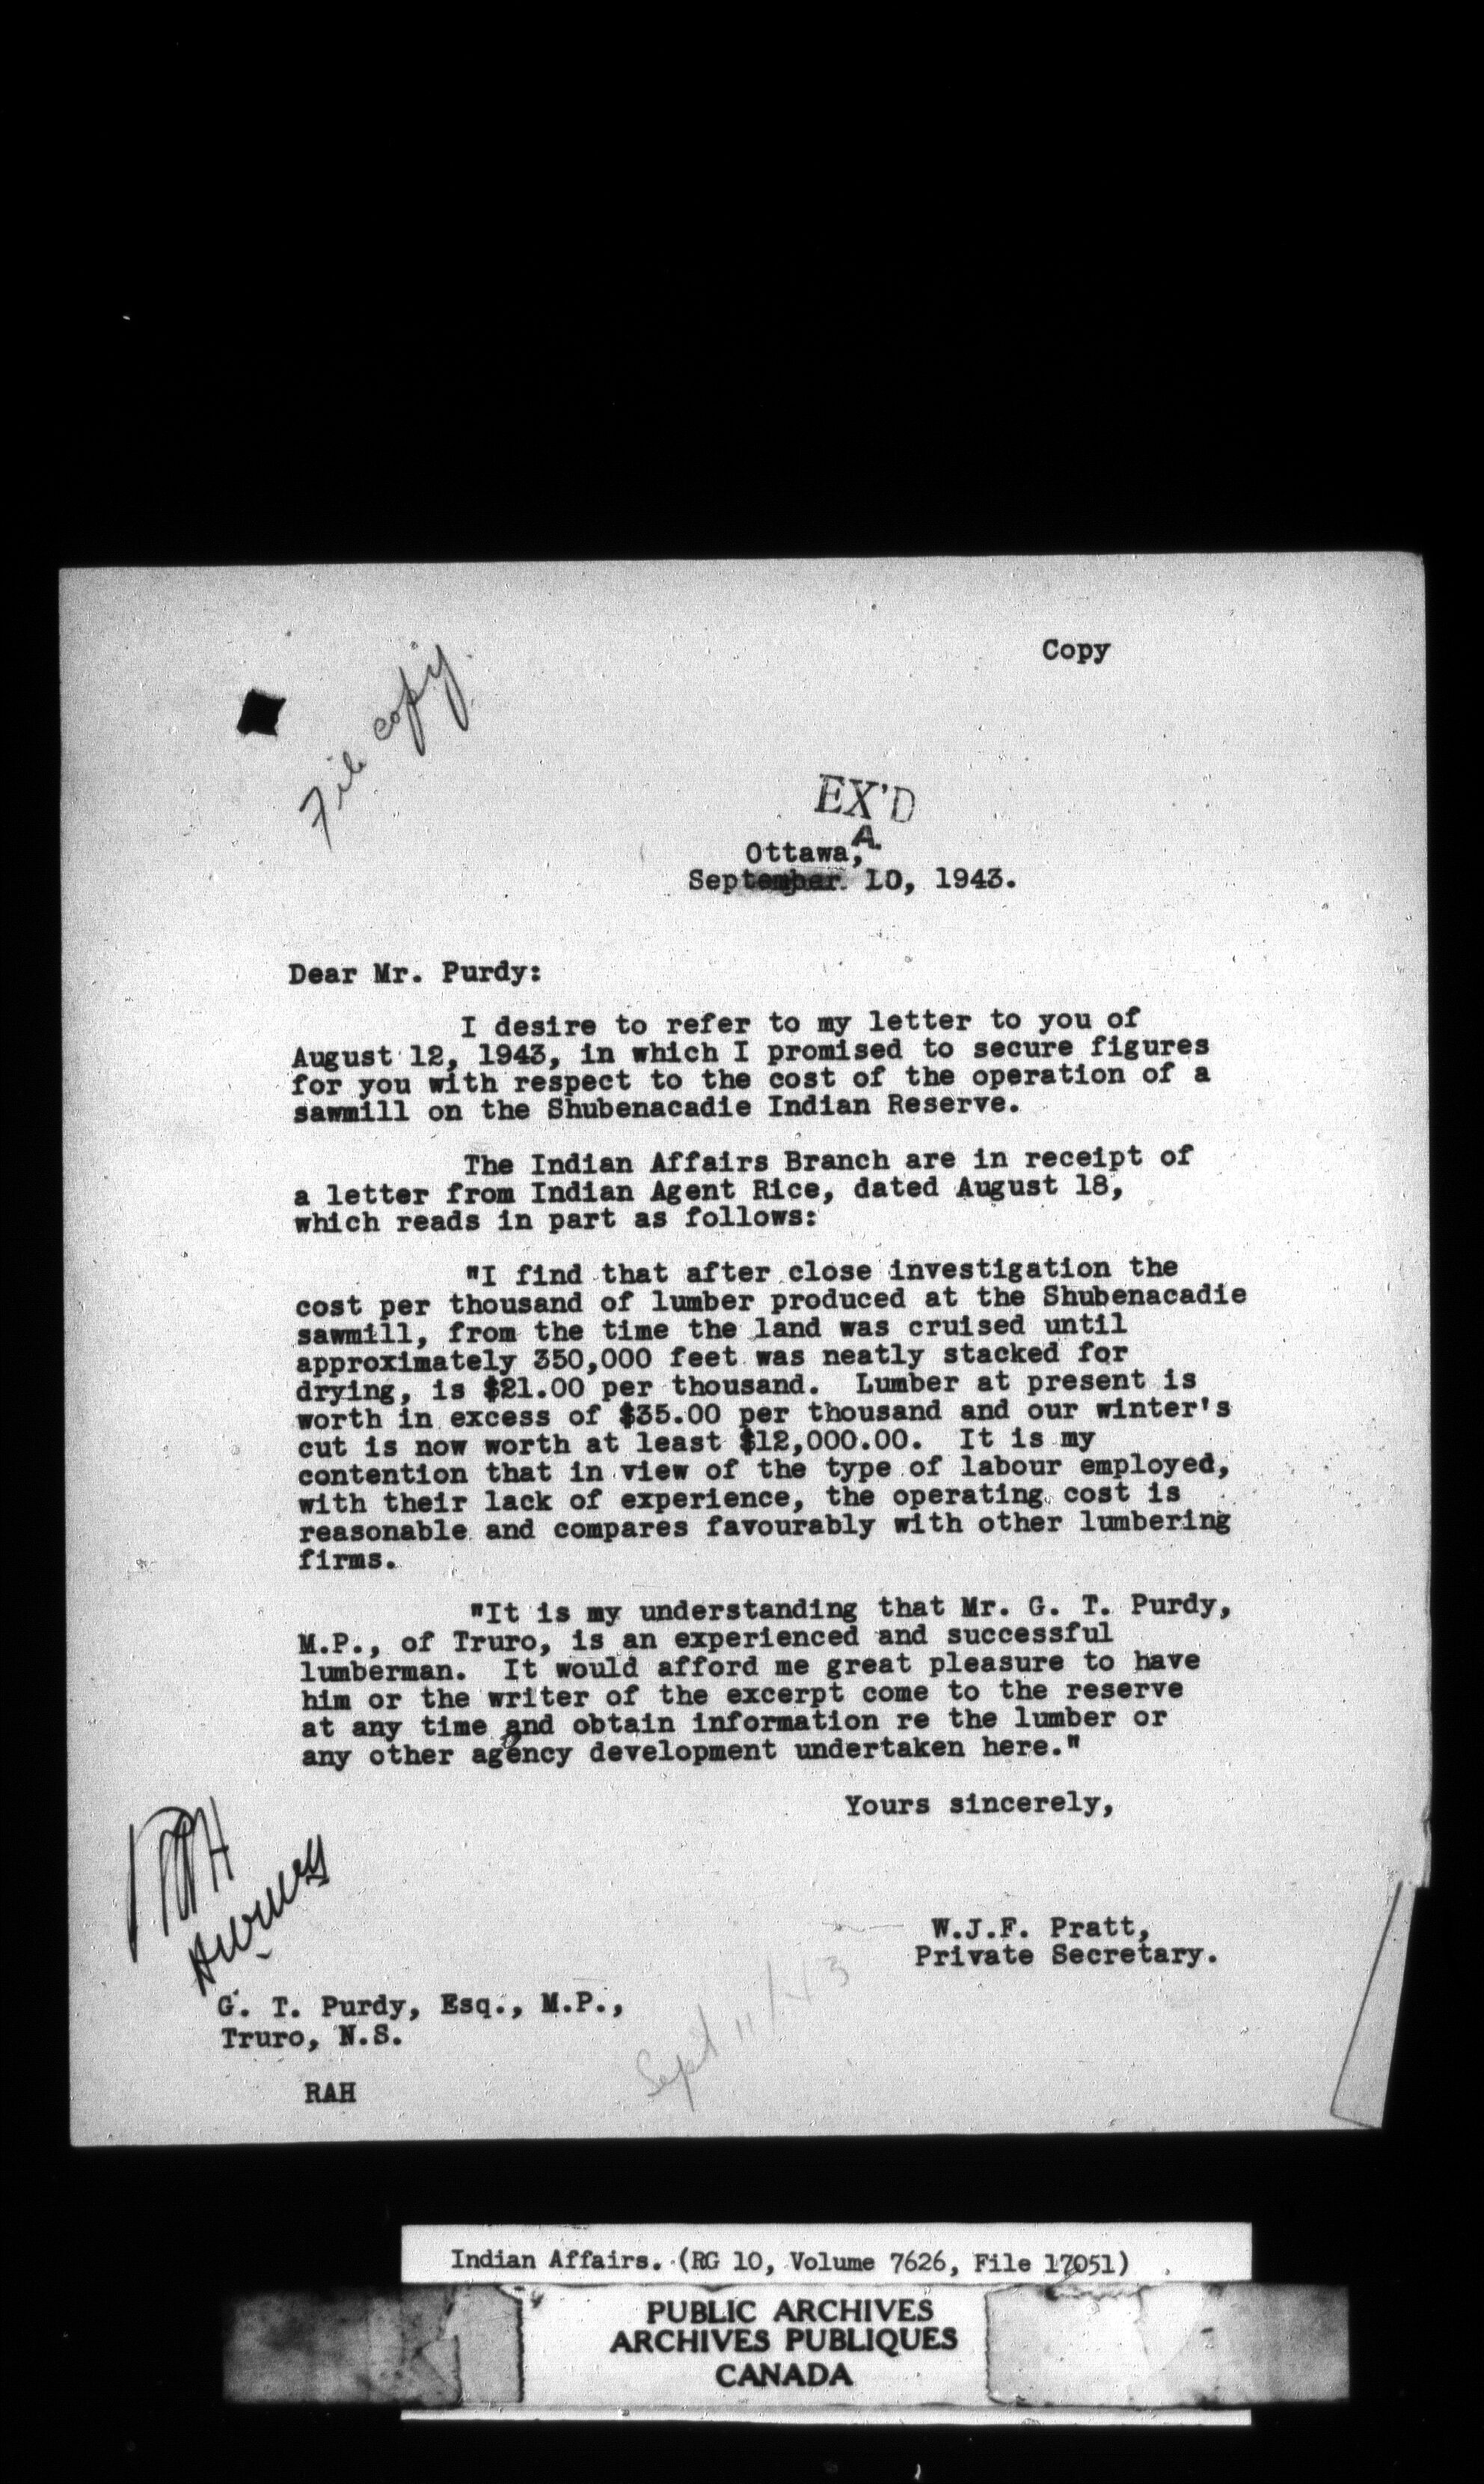 Copy
File copy
EX'D
A.
Ottawa,
September 10, 1943.
Dear Mr. Purdy:
I desire to refer to my letter to you of
August 12, 1943, in which I promised to secure figures
for you with respect to the cost of the operation of a
sawmill on the Shubenacadie Indian Reserve.
The Indian Affairs Branch are in receipt of
a letter from Indian Agent Rice, dated August 18,
which reads in part as follows:
"I find that after close investigation the
cost per thousand of lumber produced at the Shubenacadie
sawmill, from the time the land was cruised until
approximately 350,000 feet was neatly stacked for
drying, is $21.00 per thousand. Lumber at present is
worth in excess of $35.00 per thousand and our winter's
cut is now worth at least $12,000.00. It is my
contention that in view of the type of labour employed,
with their lack of experience, the operating cost is
reasonable and compares favourably with other lumbering
firms.
"It is my understanding that Mr. G. T. Purdy,
M.P., of Truro, is an experienced and successful
lumberman. It would afford me great pleasure to have
him or the writer of the excerpt come to the reserve
at any time and obtain information re the lumber or
any other agency development undertaken here."
Yours sincerely,
W.J.F. Pratt,
Private Secretary.
G. T. Purdy, Esq., M.P.,
Truro, N.S.
Sept 11/43
RAH
Indian Affairs. (RG 10, Volume 7626, File 17051)
PUBLIC ARCHIVES
ARCHIVES PUBLIQUES
CANADA